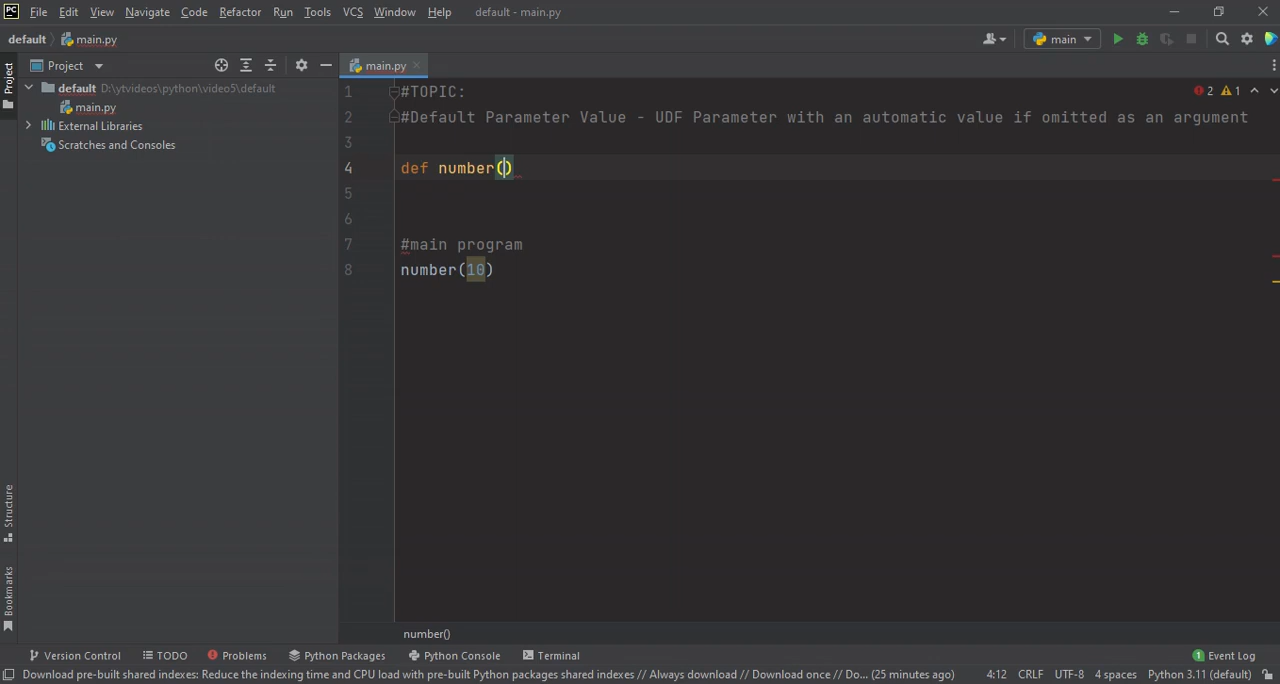 PC File Edit View Navigate Code Refactor Run Tools VCS Window Help default - main.py
default main.py main
Project main.py
Project
default D:\ytvideos\python\video5\default
main.py
External Libraries
Scratches and Consoles
2 1
1 #TOPIC:
2 #Default Parameter Value - UDF Parameter with an automatic value if omitted as an argument
3
4 def number()
5
6
7 #main program
8 number(10)
Structure
Bookmarks
number()
Version Control TODO Problems Python Packages Python Console Terminal 1 Event Log
Download pre-built shared indexes: Reduce the indexing time and CPU load with pre-built Python packages shared indexes // Always download // Download once // Do... (25 minutes ago) 4:12 CRLF UTF-8 4 spaces Python 3.11 (default)